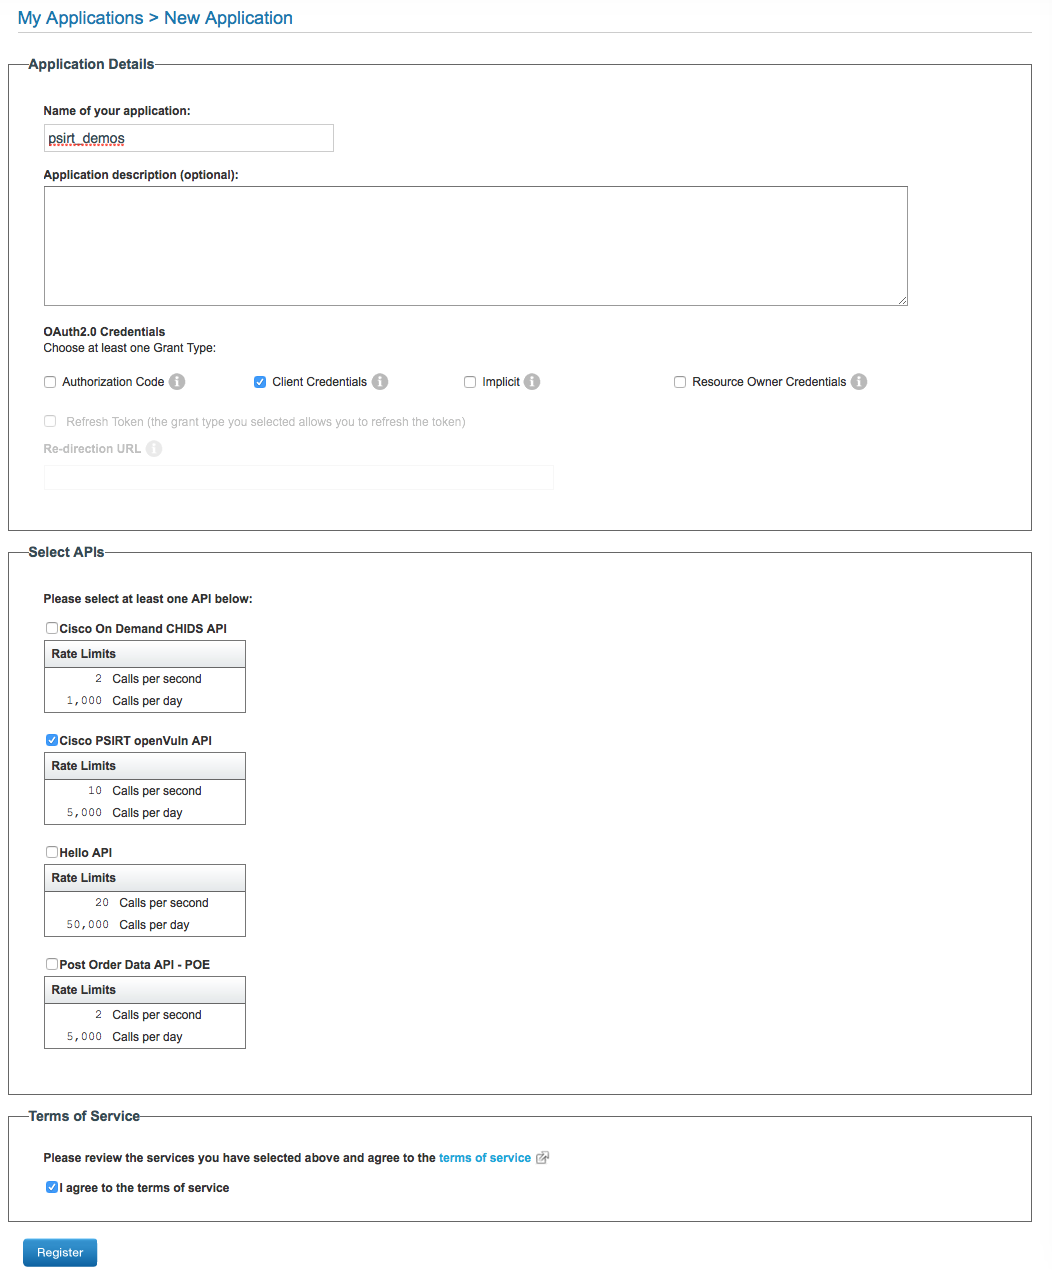 My Applications > New Application
Application Details
Name of your application:
psirt_demos
Application description (optional):
OAuth2.0 Credentials
Choose at least one Grant Type:
Authorization Code Client Credentials Implicit Resource Owner Credentials
Refresh Token (the grant type you selected allows you to refresh the token)
Re-direction URL
Select APIs
Please select at least one API below:
Cisco On Demand CHIDS API
Rate Limits
2 Calls per second
1,000 Calls per day
Cisco PSIRT openVuln API
Rate Limits
10 Calls per second
5,000 Calls per day
Hello API
Rate Limits
20 Calls per second
50,000 Calls per day
Post Order Data API - POE
Rate Limits
2 Calls per second
5,000 Calls per day
Terms of Service
Please review the services you have selected above and agree to the terms of service
I agree to the terms of service
Register